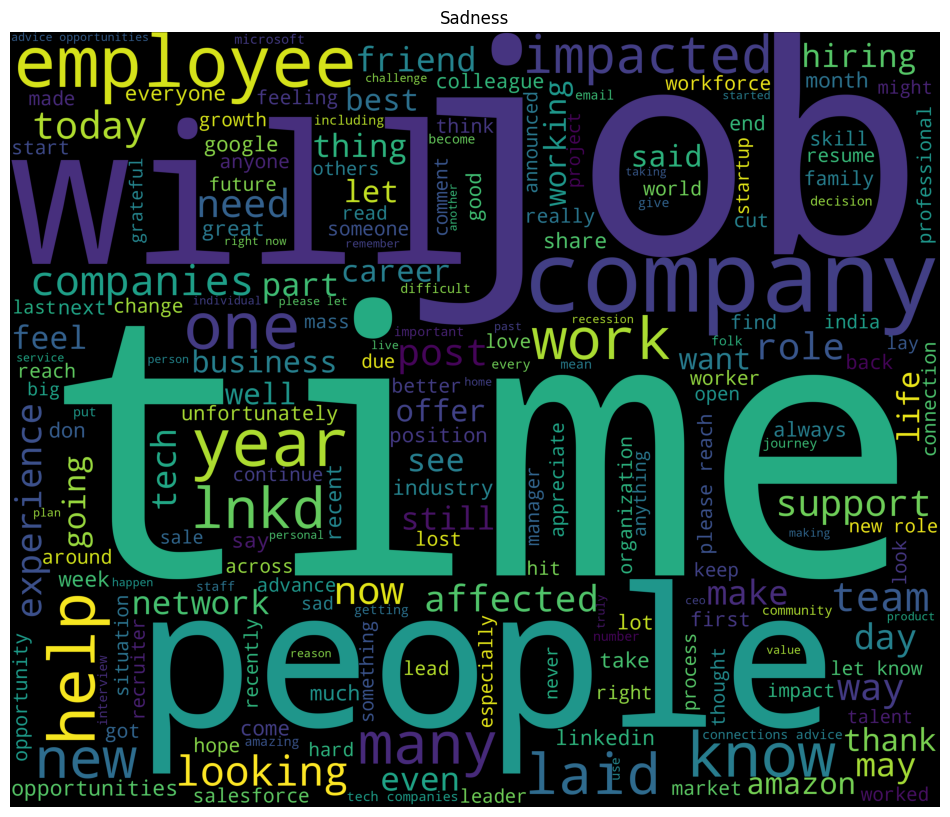 Sadness
advice opportunities
microsoft
employee
friend
impacted
hiring
challenge
colleague
workforce
month
might
made
everyone
feeling
best
email
started
today
growth
including
think
become
announced
working
project
end
skill
professional
start
google
thing
said
startup
resume
anyone
others
comment
another
good
taking
world
family
grateful
future
let
need
read
really
give
cut
decision
great
someone
will
job
right now
remember
share
companies
part
career
company
difficult
last
next
change
individual
please let
one
mass
important
past
recession
find
india
feel
live
love
work
folk
role
lay
service
person
business
due
post
every
want
back
reach
better
home
mean
worker
big
well
open
life
connection
put
unfortunately
offer
don
year
position
always
journey
experience
going
tech
see
time
continue
industry
manager
appreciate
organization
anything
please reach
lnkd
recent
support
plan
sale
say
personal
still
new role
making
around
lost
across
hit
look
week
happen
staff
advance
keep
network
sad
getting
now
affected
truly
ceo
make
team
first
community
product
help
situation
recruiter
recently
people
number
lot
reason
especially
value
day
lead
never
take
process
thought
let know
opportunity
interview
much
something
right
impact
way
talent
got
come
hope
amazing
hard
many
linkedin
connections advice
thank
new
looking
even
laid
use
know
may
opportunities
salesforce
tech companies
leader
market
amazon
worked